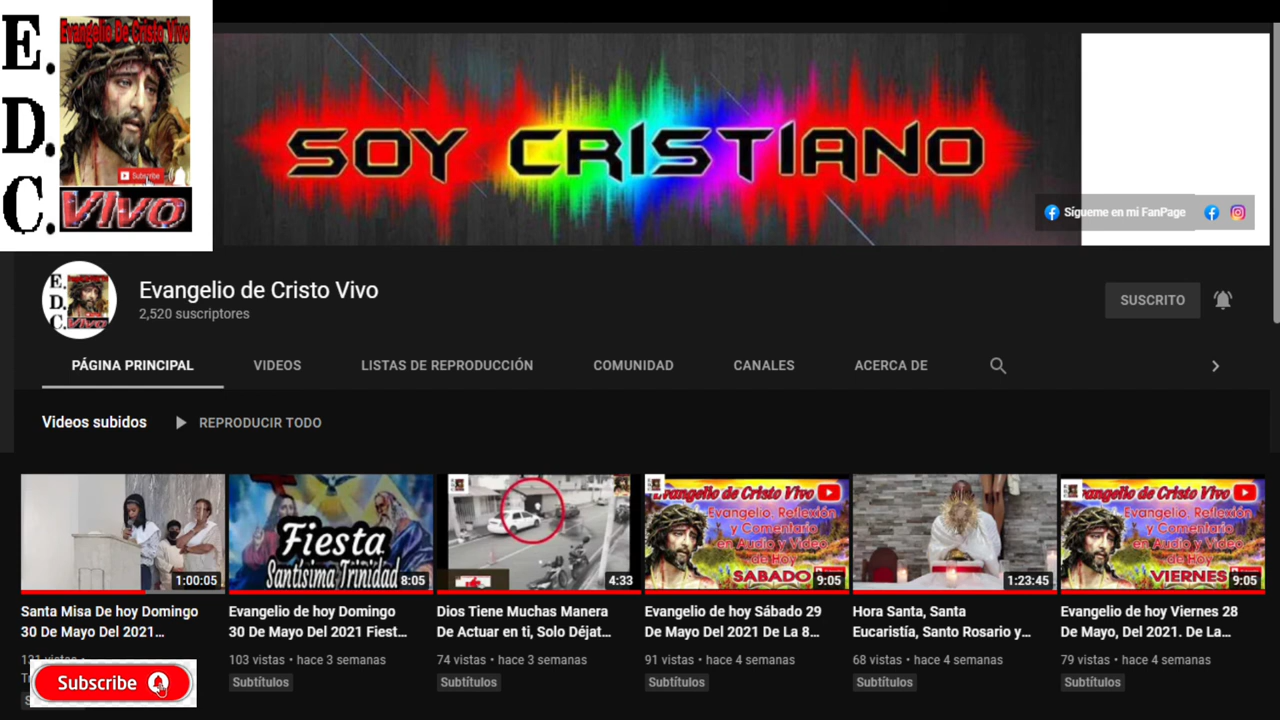 E.
D.
C.
Evangelio De Cristo Vivo
Subscribe
Vivo
SOY CRISTIANO
Sígueme en mi FanPage
E.
D.
C.
Vivo
Evangelio de Cristo Vivo
2,520 suscriptores
SUSCRITO
PÁGINA PRINCIPAL VIDEOS LISTAS DE REPRODUCCIÓN COMUNIDAD CANALES ACERCA DE
Videos subidos REPRODUCIR TODO
1:00:05
Santa Misa De hoy Domingo
30 De Mayo Del 2021…
131 vistas •
Fiesta
Santísima Trinidad
8:05
Evangelio de hoy Domingo
30 De Mayo Del 2021 Fiest…
103 vistas • hace 3 semanas
Subtítulos
4:33
Dios Tiene Muchas Manera
De Actuar en ti, Solo Déjat…
74 vistas • hace 3 semanas
Subtítulos
Evangelio de Cristo Vivo
Evangelio, Reflexión
y Comentario
en Audio y Video
de Hoy
SABADO
9:05
Evangelio de hoy Sábado 29
De Mayo Del 2021 De La 8…
91 vistas • hace 4 semanas
Subtítulos
1:23:45
Hora Santa, Santa
Eucaristía, Santo Rosario y…
68 vistas • hace 4 semanas
Subtítulos
Evangelio de Cristo Vivo
Evangelio, Reflexión
y Comentario
en Audio y Video
de Hoy
VIERNES
9:05
Evangelio de hoy Viernes 28
De Mayo, Del 2021. De La…
79 vistas • hace 4 semanas
Subtítulos
Subscribe